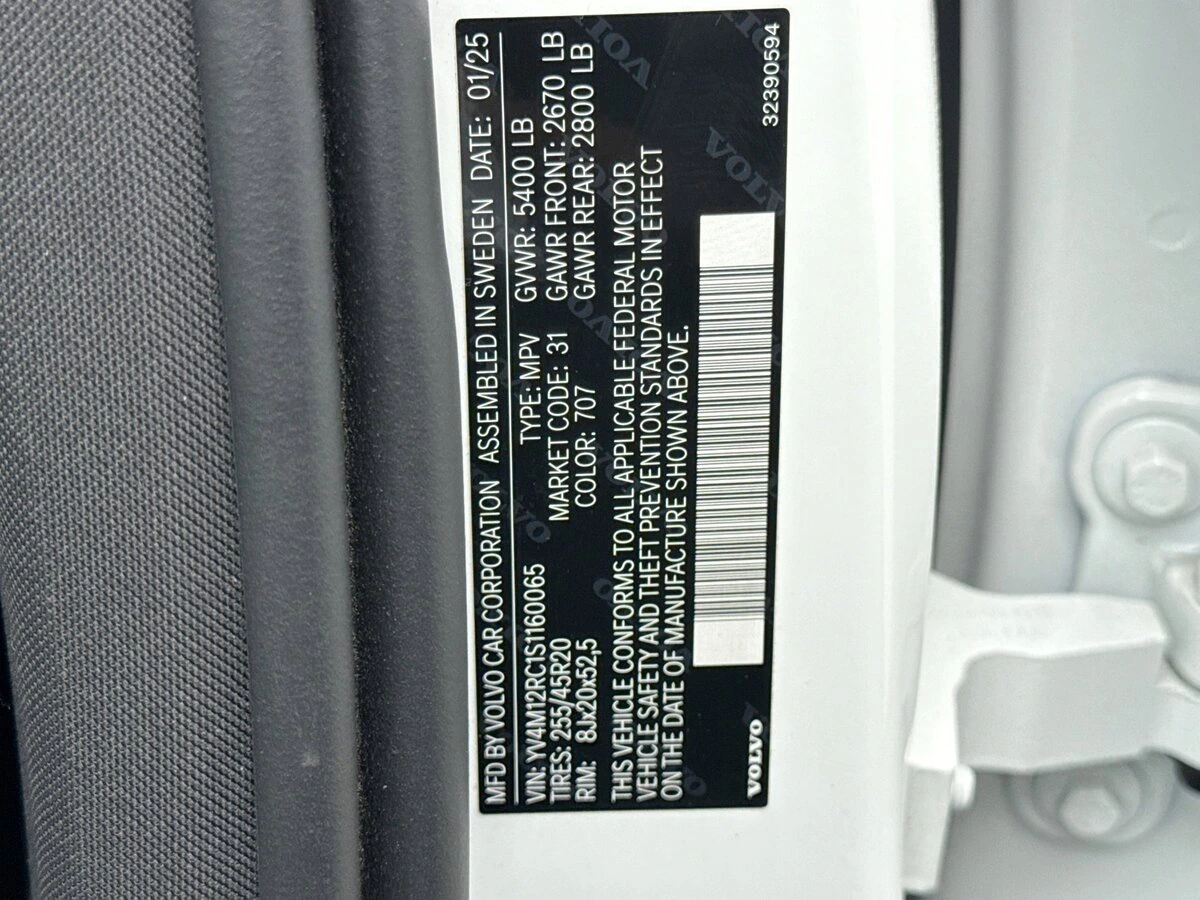 MFD BY VOLVO CAR CORPORATION ASSEMBLED IN SWEDEN DATE: 01/25
VIN: YV4M12RC1S1160065 TYPE: MPV GVWR: 5400 LB
TIRES: 255/45R20 MARKET CODE: 31 GAWR FRONT: 2670 LB
RIM: 8Jx20x52,5 COLOR: 707 GAWR REAR: 2800 LB
THIS VEHICLE CONFORMS TO ALL APPLICABLE FEDERAL MOTOR
VEHICLE SAFETY AND THEFT PREVENTION STANDARDS IN EFFECT
ON THE DATE OF MANUFACTURE SHOWN ABOVE.
VOLVO 32390594